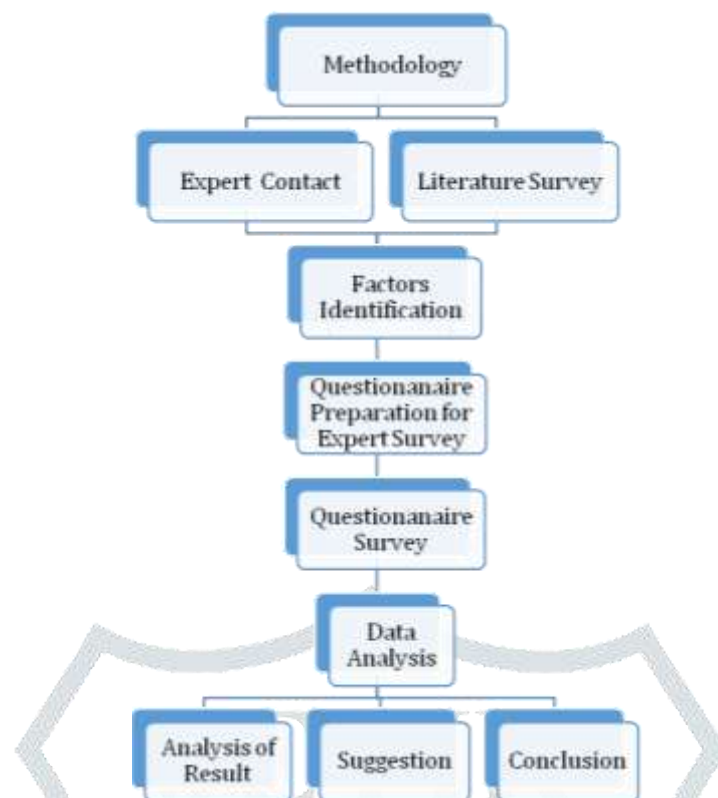 Methodology
Expert Contact
Literature Survey
Factors
Identification
Questionanaire
Preparation for
Expert Survey
Questionanaire
Survey
Data
Analysis
Analysis of
Result
Suggestion
Conclusion